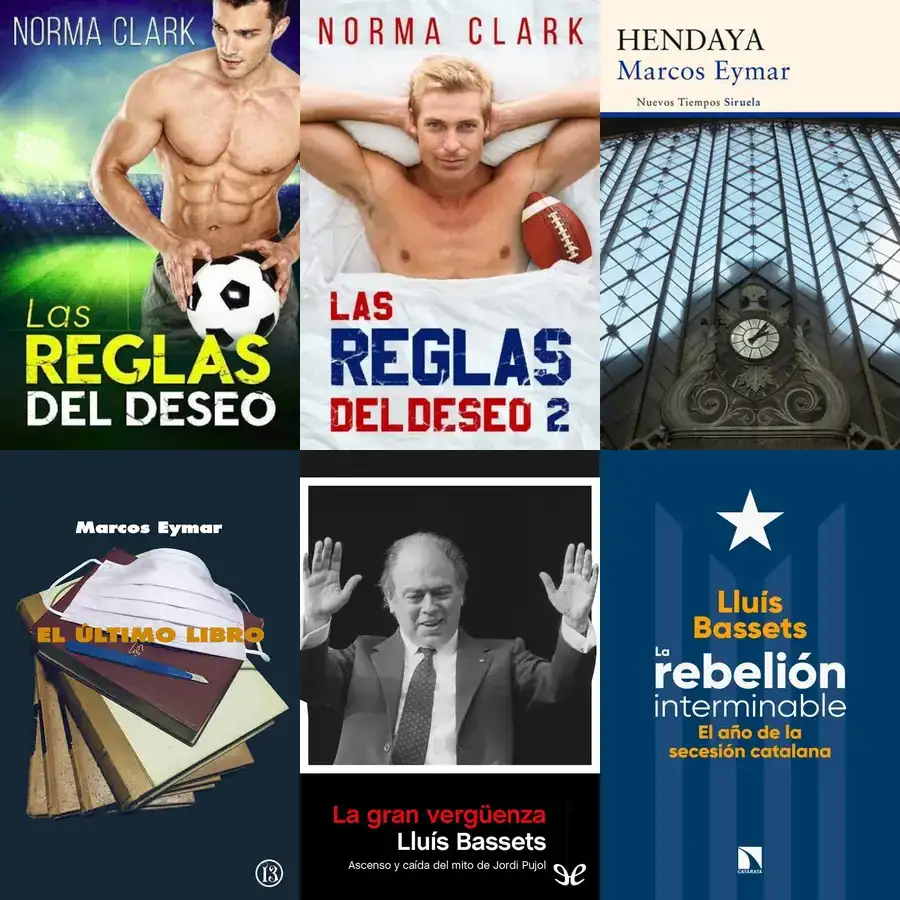 NORMA CLARK
Las
REGLAS
DEL DESEO
NORMA CLARK
LAS
REGLAS
DEL DESEO 2
HENDAYA
Marcos Eymar
Nuevos Tiempos Siruela
Marcos Eymar
EL ÚLTIMO LIBRO
13
La gran vergüenza
Lluís Bassets
Ascenso y caída del mito de Jordi Pujol
Lluís
Bassets
La
rebelión
interminable
El año de la
secesión catalana
CATARATA